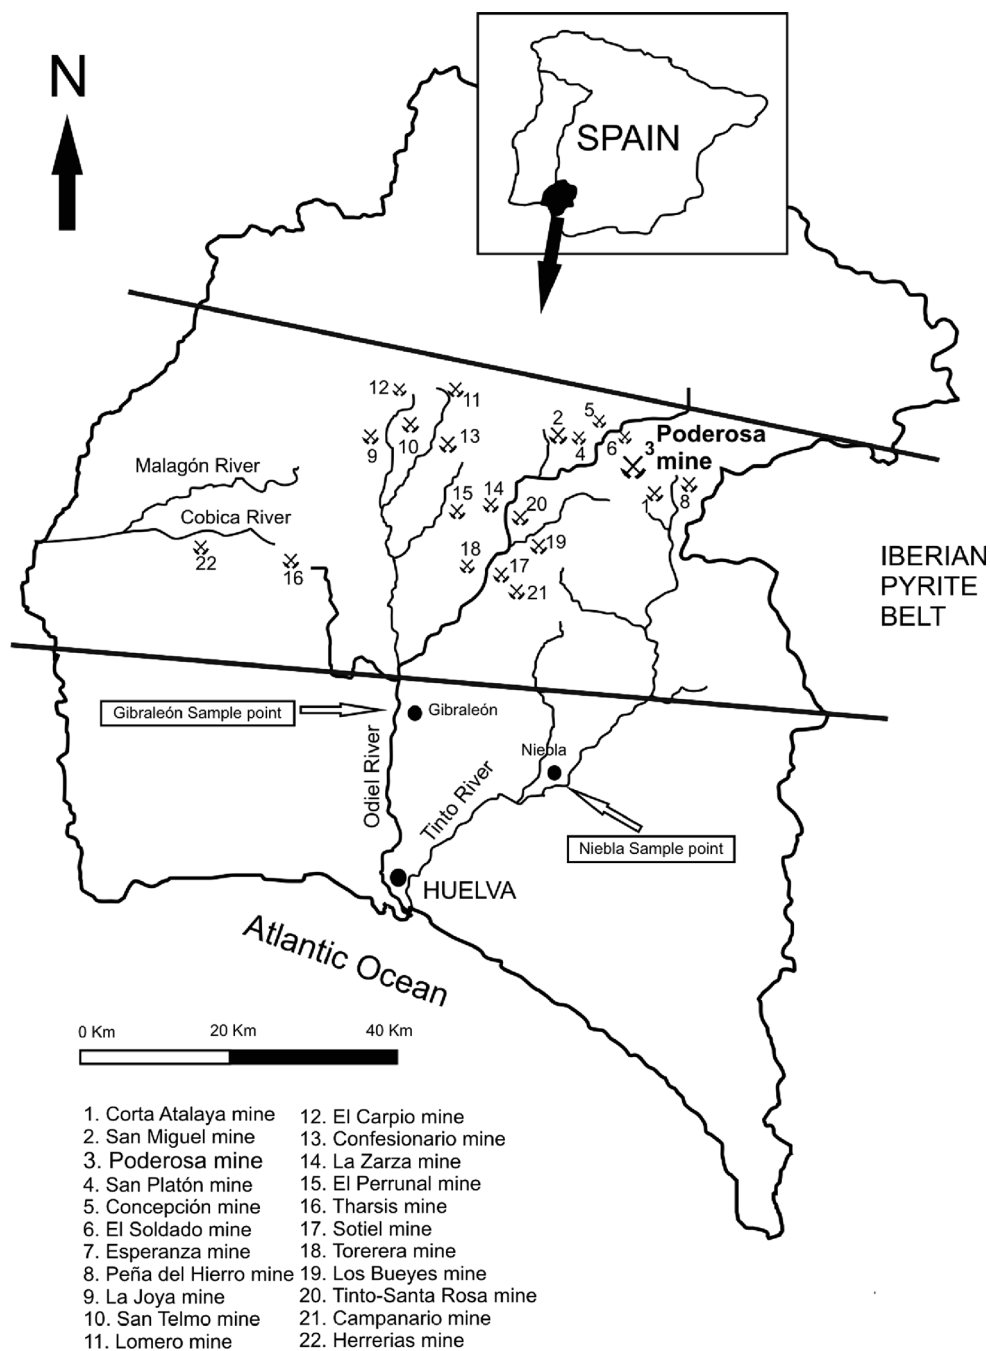 N
SPAIN
12
11
5
2
Poderosa
mine
10
13
4
6
3
9
Malagón River
15
14
1
8
Cobica River
20
22
16
18
19
17
21
IBERIAN
PYRITE
BELT
Gibraleón Sample point
Gibraleón
Odiel River
Niebla
Tinto River
Niebla Sample point
HUELVA
Atlantic Ocean
0 Km
20 Km
40 Km
1. Corta Atalaya mine
2. San Miguel mine
3. Poderosa mine
4. San Platón mine
5. Concepción mine
6. El Soldado mine
7. Esperanza mine
8. Peña del Hierro mine
9. La Joya mine
10. San Telmo mine
11. Lomero mine
12. El Carpio mine
13. Confesionario mine
14. La Zarza mine
15. El Perrunal mine
16. Tharsis mine
17. Sotiel mine
18. Torerera mine
19. Los Bueyes mine
20. Tinto-Santa Rosa mine
21. Campanario mine
22. Herrerias mine